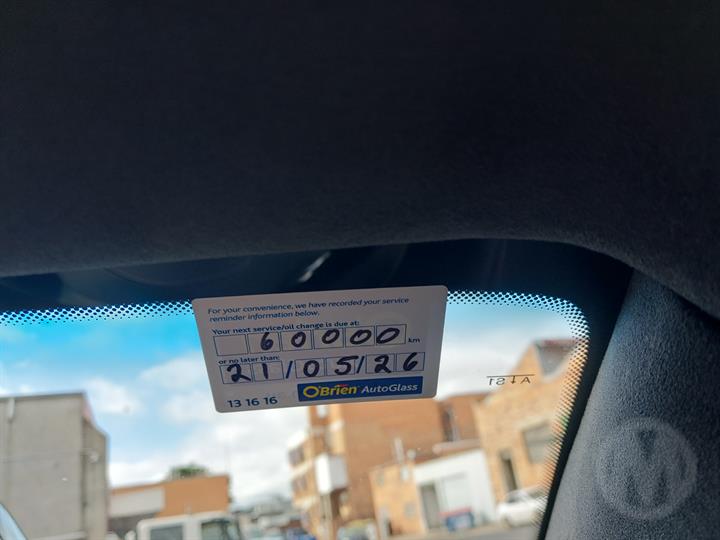 For your convenience, we have recorded your service
reminder information below.
Your next service/oil change is due at:
60000 km
or no later than:
21/05/26
13 16 16 O'Brien AutoGlass
AS1
M